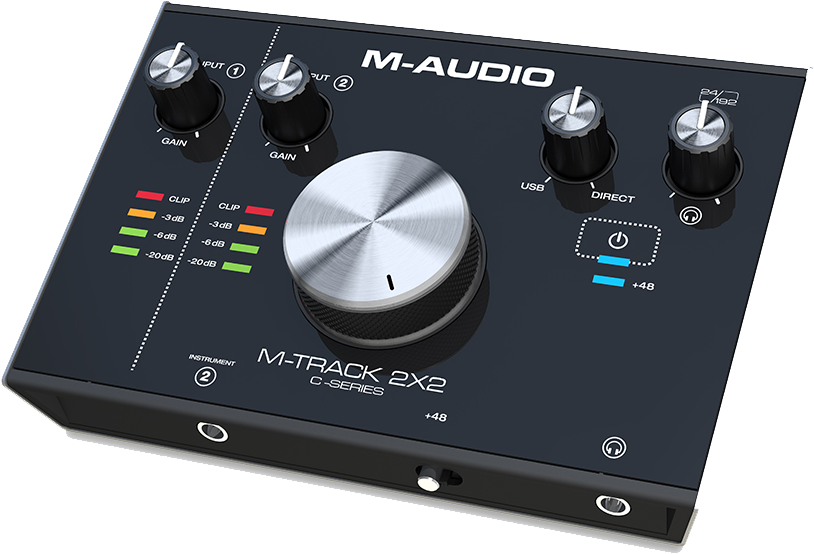 M-AUDIO
INPUT 1
INPUT 2
24/192
GAIN
GAIN
USB
DIRECT
CLIP
-3dB
-6dB
-20dB
CLIP
-3dB
-6dB
-20dB
+48
INSTRUMENT
2
M-TRACK 2X2
C-SERIES
+48